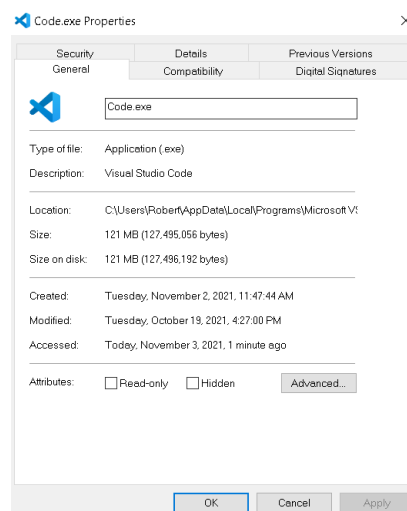 Code.exe Properties
Security Details Previous Versions
General Compatibility Digital Signatures
Code.exe
Type of file: Application (.exe)
Description: Visual Studio Code
Location: C:\Users\Robert\AppData\Local\Programs\Microsoft VS
Size: 121 MB (127,495,056 bytes)
Size on disk: 121 MB (127,496,192 bytes)
Created: Tuesday, November 2, 2021, 11:47:44 AM
Modified: Tuesday, October 19, 2021, 4:27:00 PM
Accessed: Today, November 3, 2021, 1 minute ago
Attributes: Read-only Hidden Advanced...
OK Cancel Apply